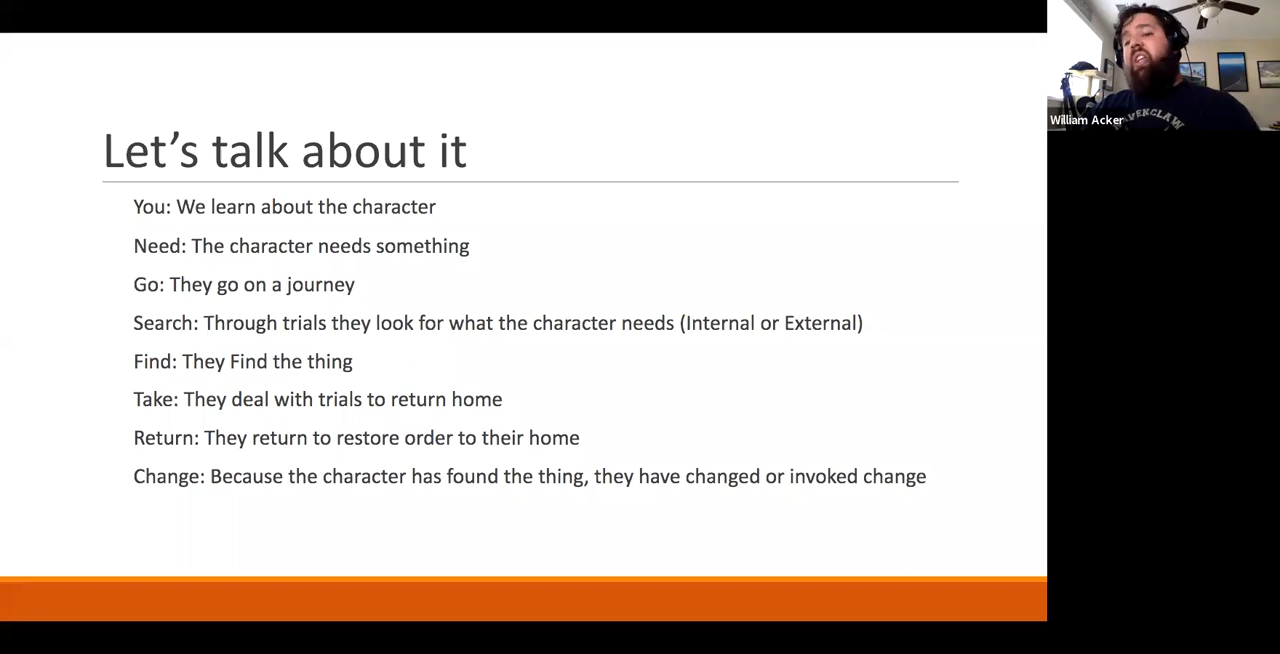 Let's talk about it
You: We learn about the character
Need: The character needs something
Go: They go on a journey
Search: Through trials they look for what the character needs (Internal or External)
Find: They Find the thing
Take: They deal with trials to return home
Return: They return to restore order to their home
Change: Because the character has found the thing, they have changed or invoked change
William Acker